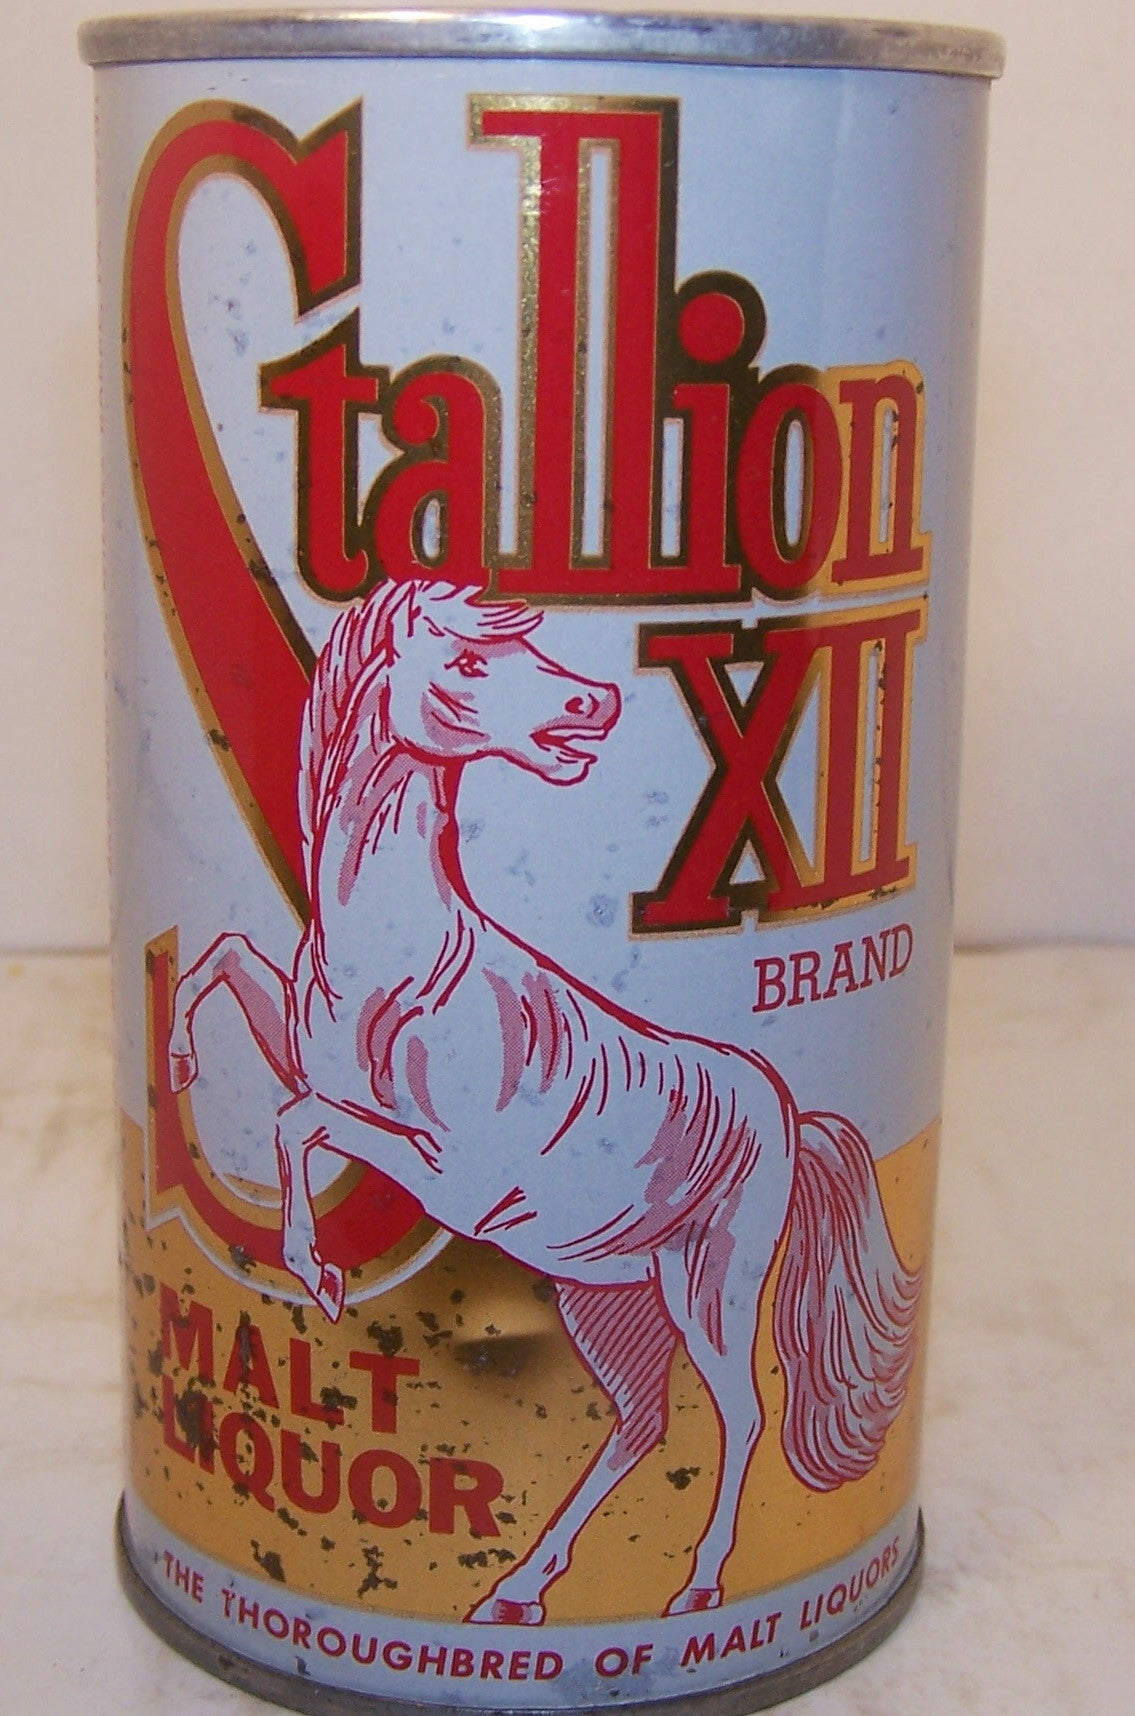 Stallion
XII
BRAND
MALT
LIQUOR
THE THOROUGHBRED OF MALT LIQUORS